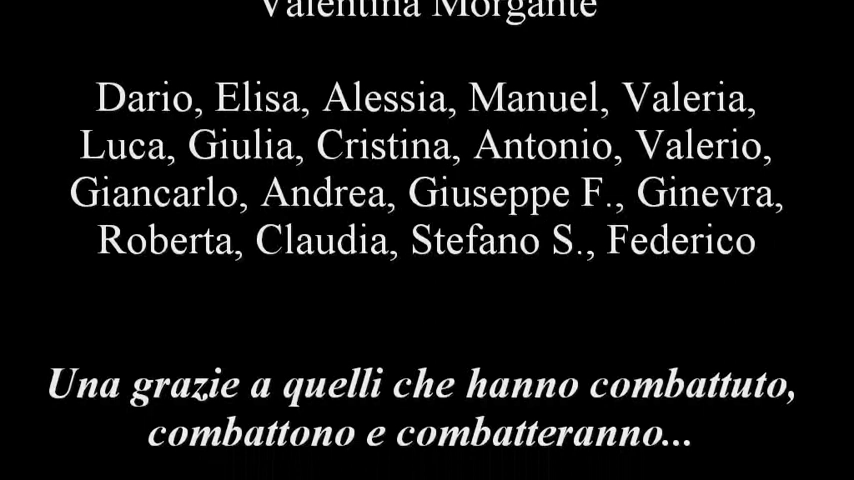 Valentina Morgante
Dario, Elisa, Alessia, Manuel, Valeria,
Luca, Giulia, Cristina, Antonio, Valerio,
Giancarlo, Andrea, Giuseppe F., Ginevra,
Roberta, Claudia, Stefano S., Federico
Una grazie a quelli che hanno combattuto,
combattono e combatteranno...